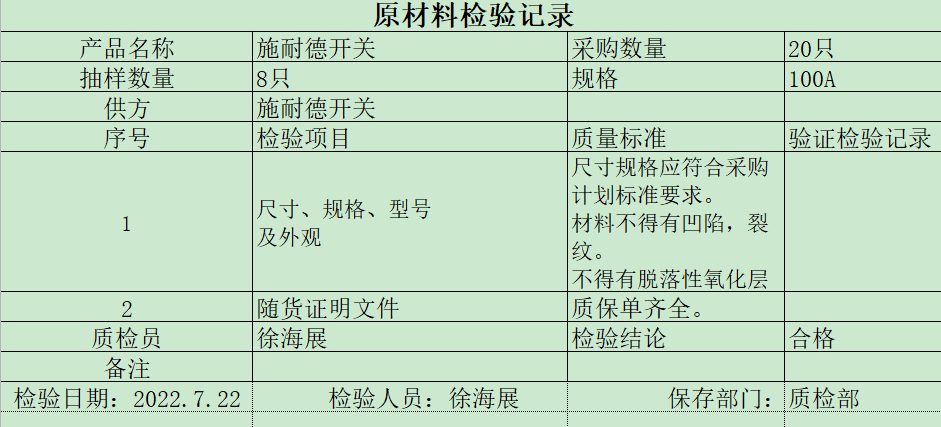 原材料检验记录
产品名称 施耐德开关 采购数量 20只
抽样数量 8只 规格 100A
供方 施耐德开关
序号 检验项目 质量标准 验证检验记录
1 尺寸、规格、型号
及外观
尺寸规格应符合采购
计划标准要求。
材料不得有凹陷，裂
纹。
不得有脱落性氧化层
2 随货证明文件 质保单齐全。
质检员 徐海展 检验结论 合格
备注
检验日期：2022.7.22 检验人员：徐海展 保存部门：质检部